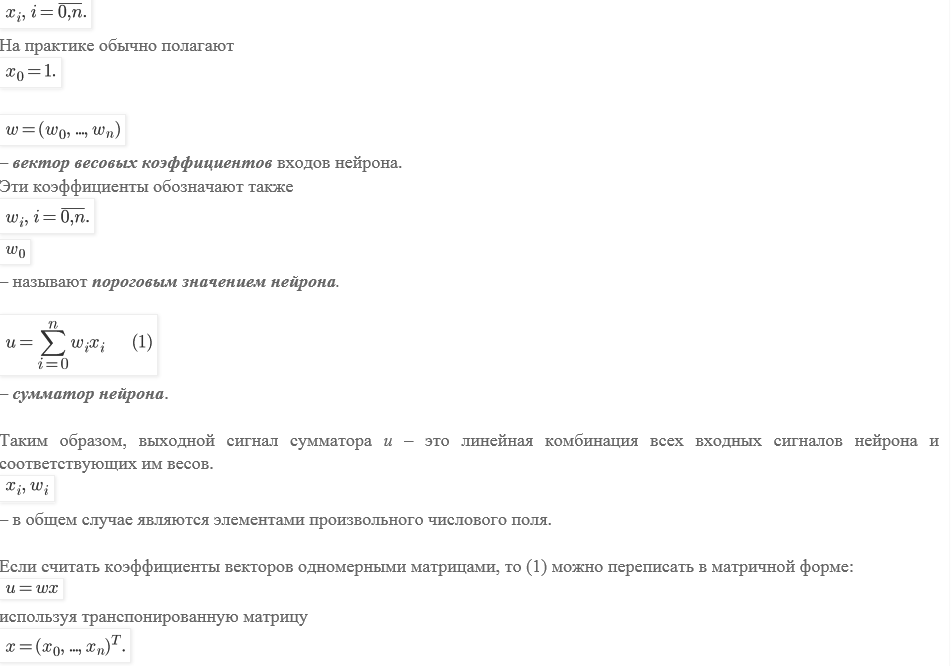 x_i, i = \overline{0,n}.
На практике обычно полагают
x_0 = 1.
w = (w_0, ..., w_n)
– вектор весовых коэффициентов входов нейрона.
Эти коэффициенты обозначают также
w_i, i = \overline{0,n}.
w_0
– называют пороговым значением нейрона.
u = \sum_{i=0}^{n} w_i x_i (1)
– сумматор нейрона.
Таким образом, выходной сигнал сумматора u – это линейная комбинация всех входных сигналов нейрона и
соответствующих им весов.
x_i, w_i
– в общем случае являются элементами произвольного числового поля.
Если считать коэффициенты векторов одномерными матрицами, то (1) можно переписать в матричной форме:
u = wx
используя транспонированную матрицу
x = (x_0, ..., x_n)^T.